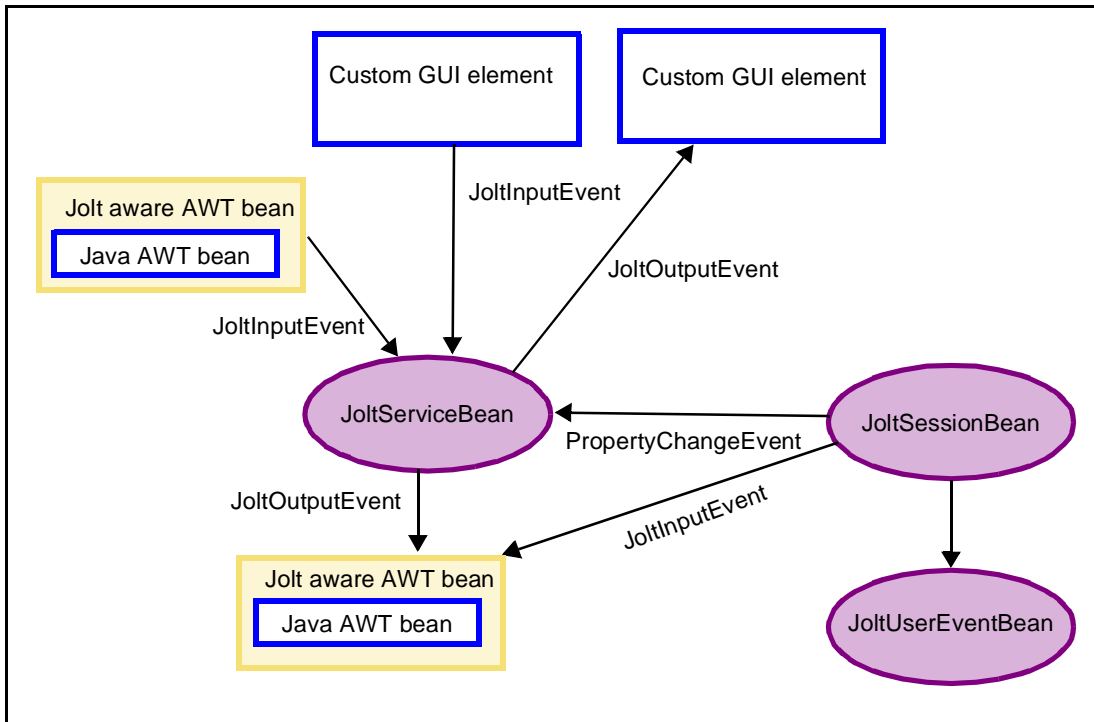 Custom GUI element
Custom GUI element
JoltInputEvent
Jolt aware AWT bean
Java AWT bean
JoltOutputEvent
JoltInputEvent
JoltServiceBean
JoltSessionBean
PropertyChangeEvent
JoltOutputEvent
JoltInputEvent
Jolt aware AWT bean
Java AWT bean
JoltUserEventBean